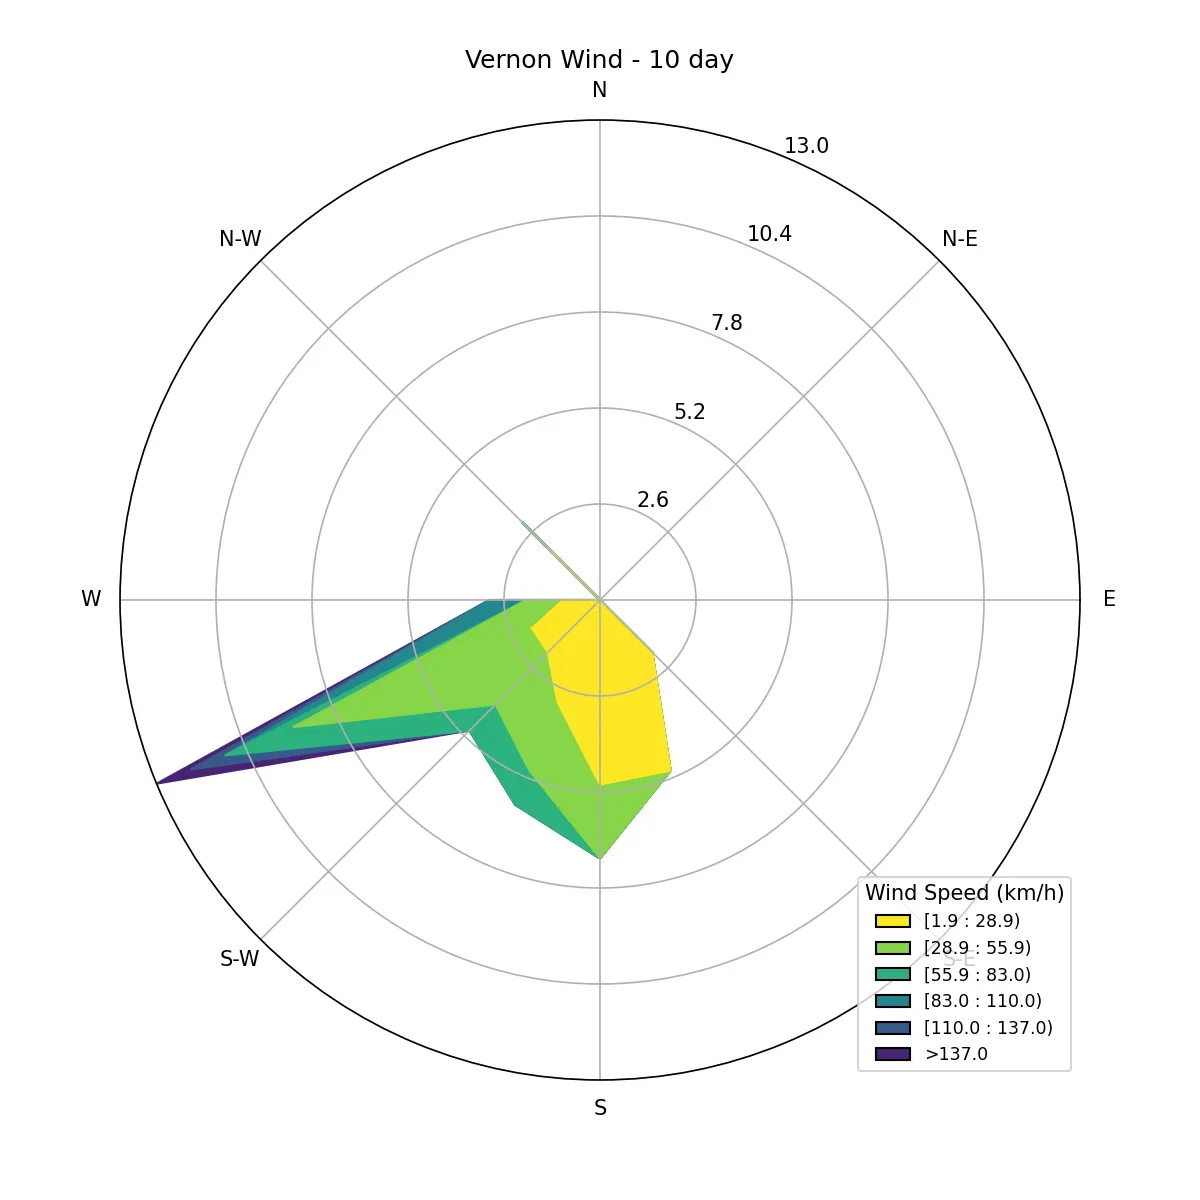 Vernon Wind - 10 day
N
13.0
N-W
N-E
10.4
7.8
5.2
2.6
W
E
Wind Speed (km/h)
[1.9 : 28.9)
[28.9 : 55.9)
S-W
S-E
[55.9 : 83.0)
[83.0 : 110.0)
[110.0 : 137.0)
>137.0
S